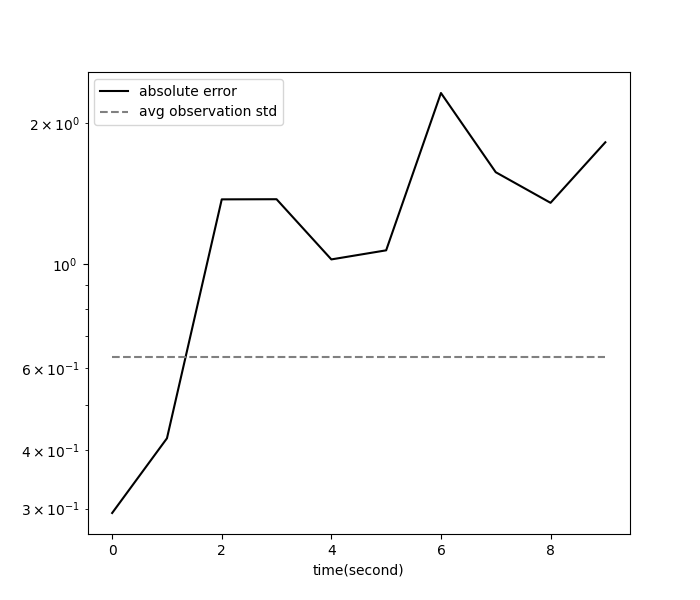 absolute error
avg observation std
2 × 10⁰
10⁰
6 × 10⁻¹
4 × 10⁻¹
3 × 10⁻¹
0 2 4 6 8
time(second)